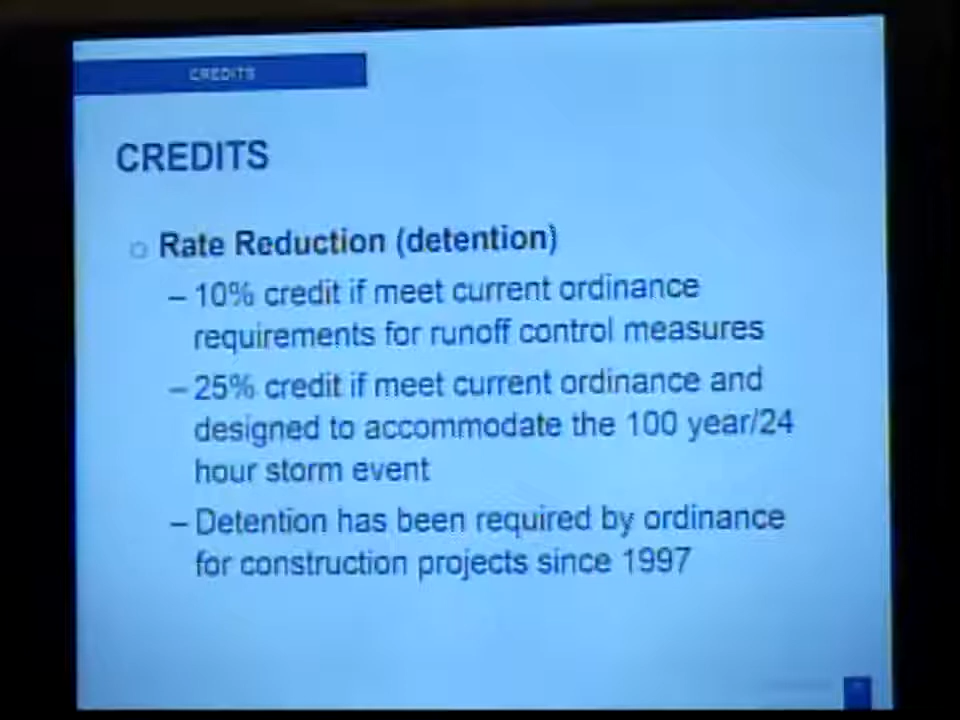 CREDITS
CREDITS
Rate Reduction (detention)
– 10% credit if meet current ordinance
requirements for runoff control measures
– 25% credit if meet current ordinance and
designed to accommodate the 100 year/24
hour storm event
– Detention has been required by ordinance
for construction projects since 1997